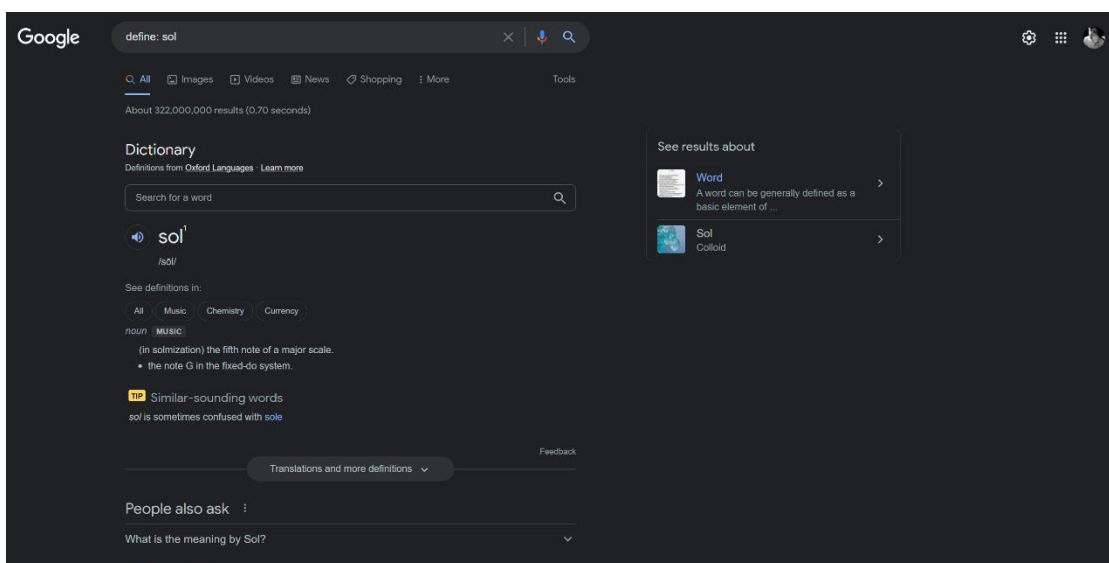 Google
define: sol
All Images Videos News Shopping More Tools
About 322,000,000 results (0.70 seconds)
Dictionary
Definitions from Oxford Languages · Learn more
Search for a word
sol¹
/sōl/
See definitions in:
All Music Chemistry Currency
noun MUSIC
(in solmization) the fifth note of a major scale.
• the note G in the fixed-do system.
TIP Similar-sounding words
sol is sometimes confused with sole
Feedback
Translations and more definitions
People also ask
What is the meaning by Sol?
See results about
Word
A word can be generally defined as a
basic element of ...
Sol
Colloid